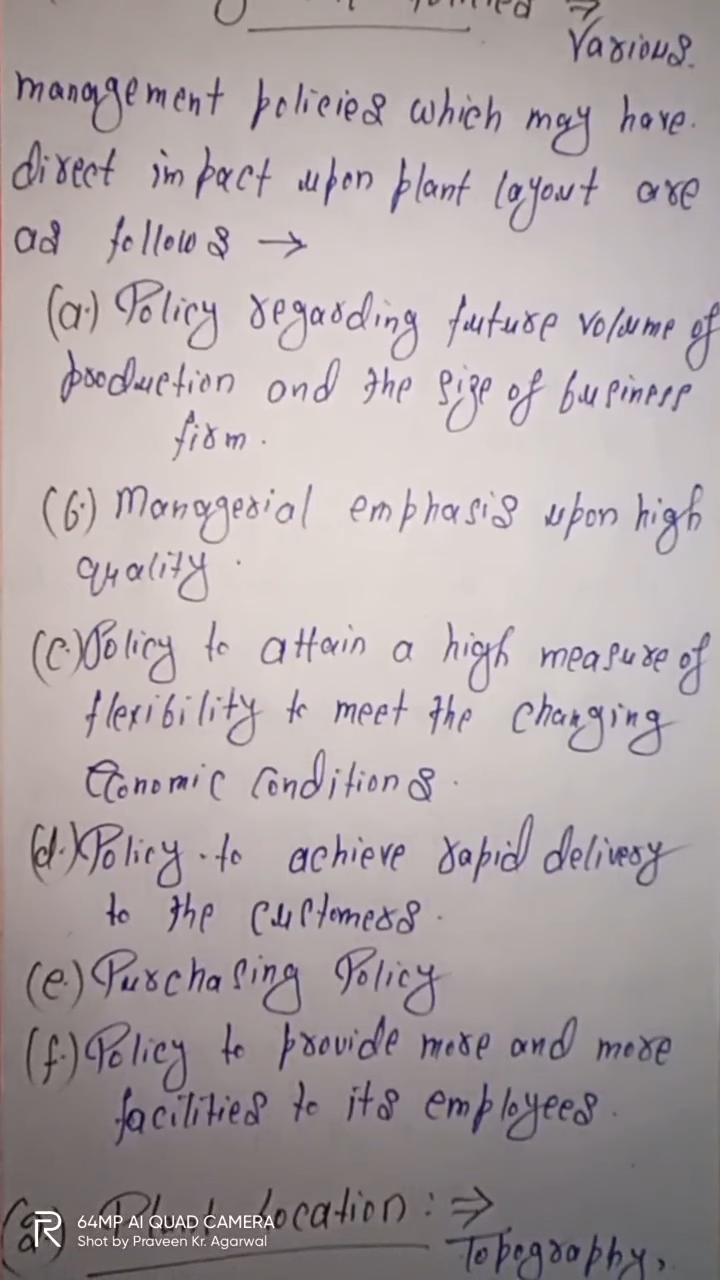 ⇒
Various.
management policies which may have.
direct impact upon plant layout are
as follows →
(a.) Policy regarding future volume of
production and the size of business
firm.
(b.) Managerial emphasis upon high
quality.
(c.) Policy to attain a high measure of
flexibility to meet the changing
Economic Conditions.
(d.) Policy. to achieve rapid delivery
to the customers.
(e.) Purchasing Policy
(f.) Policy to provide more and more
facilities to its employees.
Plant Location : ⇒
Topography,
R 64MP AI QUAD CAMERA
Shot by Praveen Kr. Agarwal